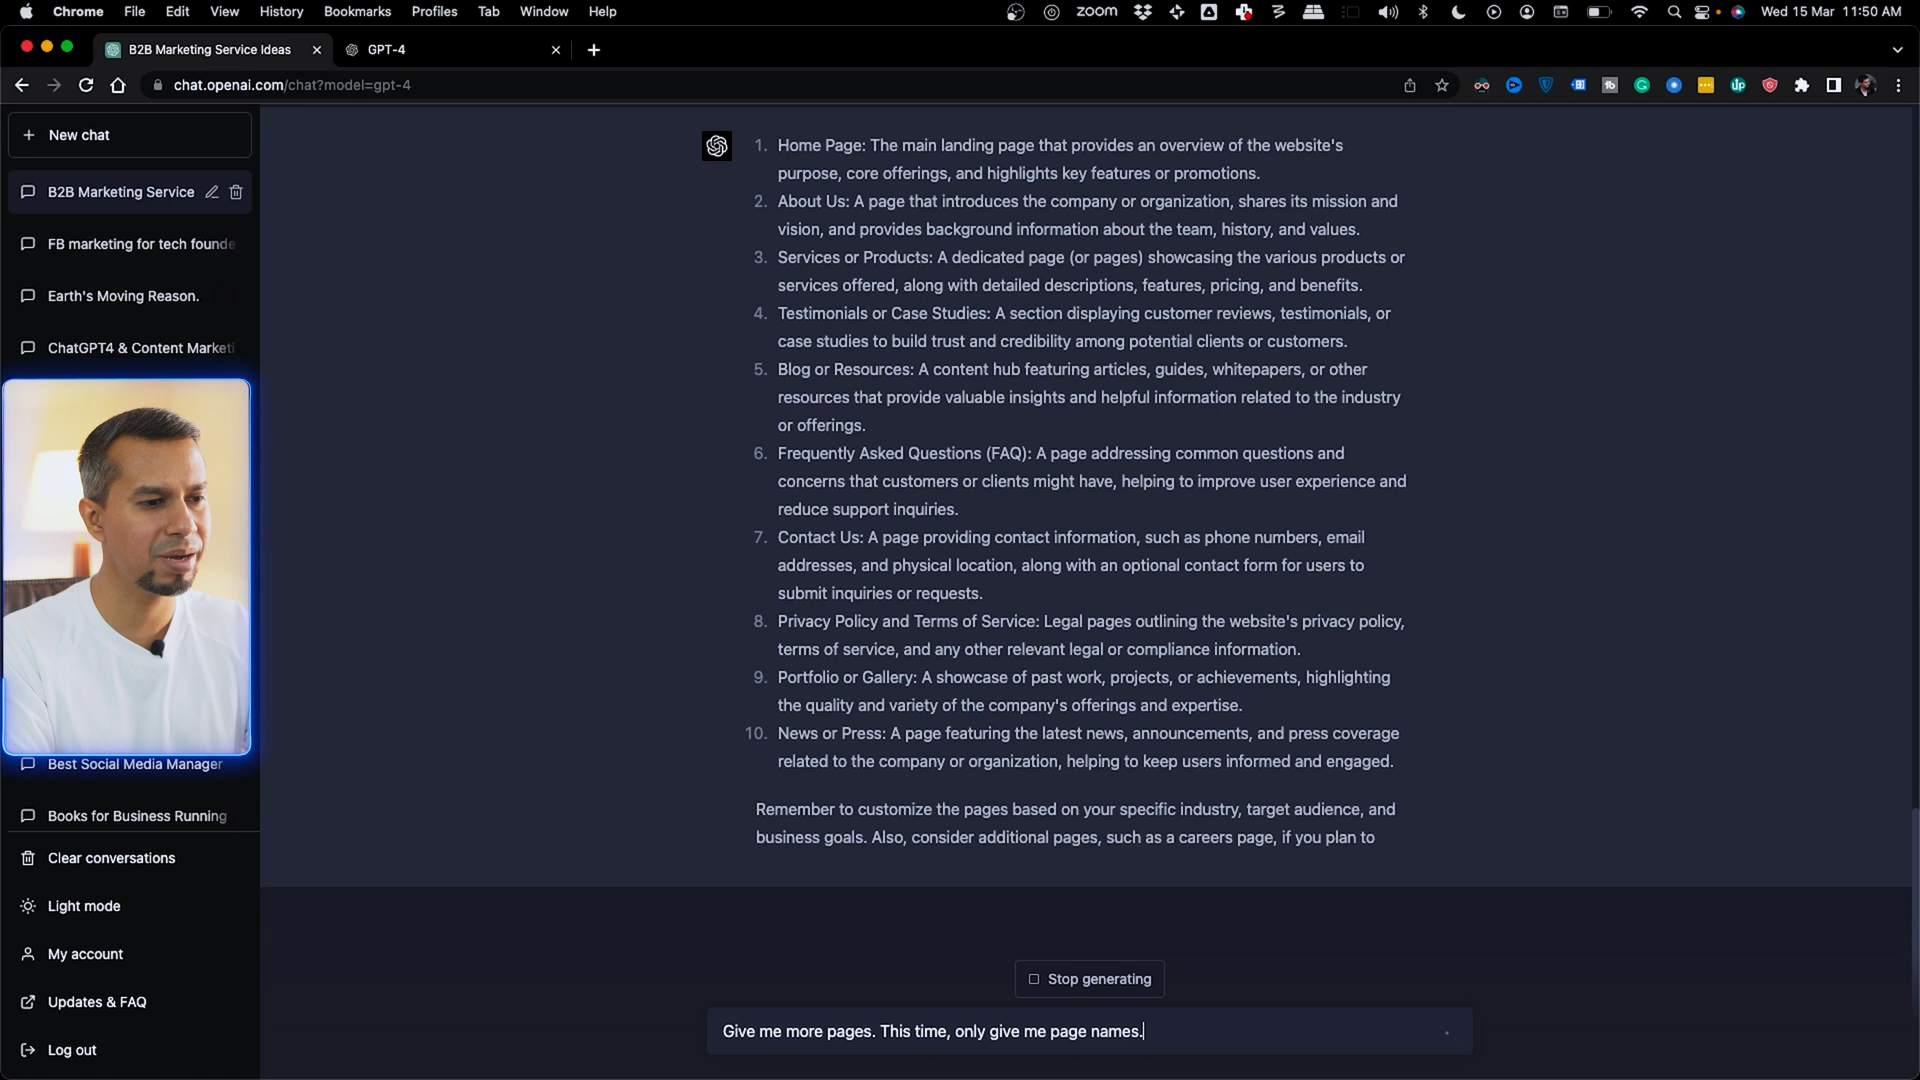 Chrome File Edit View History Bookmarks Profiles Tab Window Help
zoom
Wed 15 Mar 11:50 AM
B2B Marketing Service Ideas
GPT-4
chat.openai.com/chat?model=gpt-4
New chat
B2B Marketing Service
FB marketing for tech founde
Earth's Moving Reason.
ChatGPT4 & Content Marketi
Best Social Media Manager
Books for Business Running
Clear conversations
Light mode
My account
Updates & FAQ
Log out
1. Home Page: The main landing page that provides an overview of the website's
purpose, core offerings, and highlights key features or promotions.
2. About Us: A page that introduces the company or organization, shares its mission and
vision, and provides background information about the team, history, and values.
3. Services or Products: A dedicated page (or pages) showcasing the various products or
services offered, along with detailed descriptions, features, pricing, and benefits.
4. Testimonials or Case Studies: A section displaying customer reviews, testimonials, or
case studies to build trust and credibility among potential clients or customers.
5. Blog or Resources: A content hub featuring articles, guides, whitepapers, or other
resources that provide valuable insights and helpful information related to the industry
or offerings.
6. Frequently Asked Questions (FAQ): A page addressing common questions and
concerns that customers or clients might have, helping to improve user experience and
reduce support inquiries.
7. Contact Us: A page providing contact information, such as phone numbers, email
addresses, and physical location, along with an optional contact form for users to
submit inquiries or requests.
8. Privacy Policy and Terms of Service: Legal pages outlining the website's privacy policy,
terms of service, and any other relevant legal or compliance information.
9. Portfolio or Gallery: A showcase of past work, projects, or achievements, highlighting
the quality and variety of the company's offerings and expertise.
10. News or Press: A page featuring the latest news, announcements, and press coverage
related to the company or organization, helping to keep users informed and engaged.
Remember to customize the pages based on your specific industry, target audience, and
business goals. Also, consider additional pages, such as a careers page, if you plan to
Stop generating
Give me more pages. This time, only give me page names.